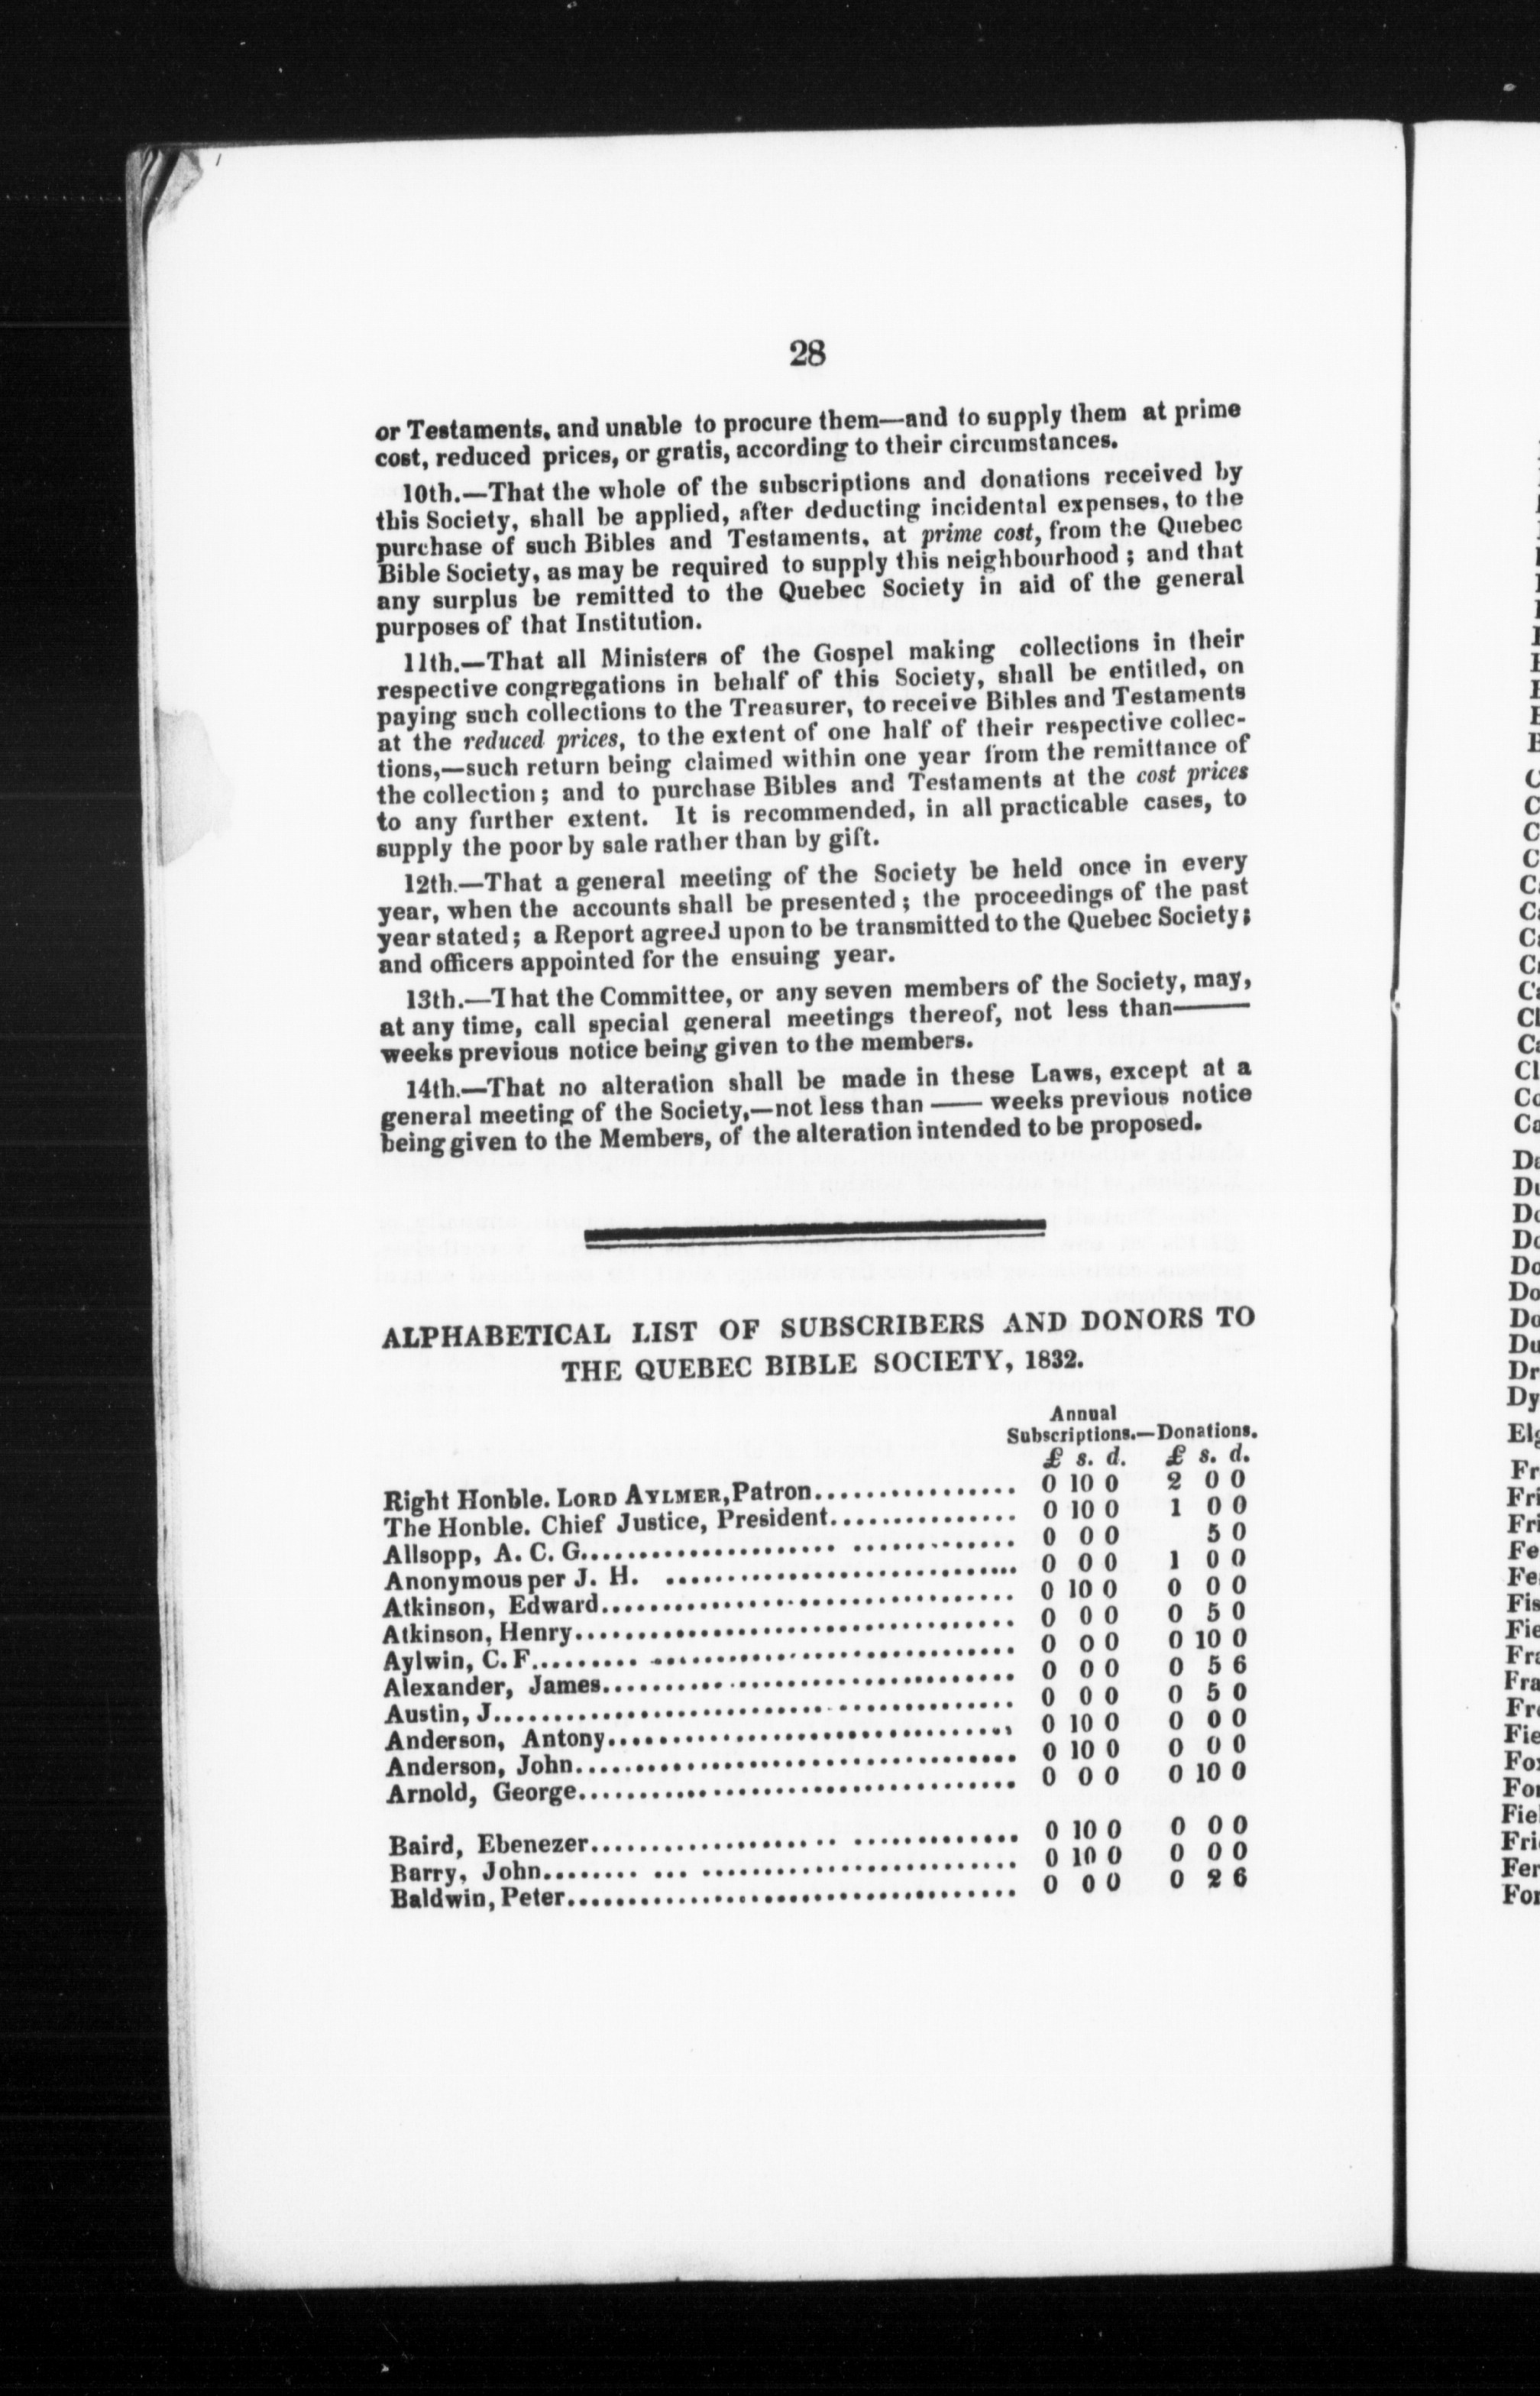 28
or Testaments, and unable to procure them—and to supply them at prime
cost, reduced prices, or gratis, according to their circumstances.
10th.—That the whole of the subscriptions and donations received by
this Society, shall be applied, after deducting incidental expenses, to the
purchase of such Bibles and Testaments, at prime cost, from the Quebec
Bible Society, as may be required to supply this neighbourhood; and that
any surplus be remitted to the Quebec Society in aid of the general
purposes of that Institution.
11th.—That all Ministers of the Gospel making collections in their
respective congregations in behalf of this Society, shall be entitled, on
paying such collections to the Treasurer, to receive Bibles and Testaments
at the reduced prices, to the extent of one half of their respective collec-
tions,—such return being claimed within one year from the remittance of
the collection; and to purchase Bibles and Testaments at the cost prices
to any further extent. It is recommended, in all practicable cases, to
supply the poor by sale rather than by gift.
12th.—That a general meeting of the Society be held once in every
year, when the accounts shall be presented; the proceedings of the past
year stated; a Report agreed upon to be transmitted to the Quebec Society;
and officers appointed for the ensuing year.
13th.—That the Committee, or any seven members of the Society, may,
at any time, call special general meetings thereof, not less than———
weeks previous notice being given to the members.
14th.—That no alteration shall be made in these Laws, except at a
general meeting of the Society,—not less than —— weeks previous notice
being given to the Members, of the alteration intended to be proposed.
ALPHABETICAL LIST OF SUBSCRIBERS AND DONORS TO
THE QUEBEC BIBLE SOCIETY, 1832.
Annual
Subscriptions.—Donations.
£ s. d. £ s. d.
Right Honble. LORD AYLMER, Patron................ 0 10 0 2 0 0
The Honble. Chief Justice, President............... 0 10 0 1 0 0
Allsopp, A. C. G..................... ............. 0 0 0 5 0
Anonymous per J. H. ............................. 0 0 0 1 0 0
Atkinson, Edward................................. 0 10 0 0 0 0
Atkinson, Henry................................... 0 0 0 0 5 0
Aylwin, C. F......... ............................. 0 0 0 0 10 0
Alexander, James................................. 0 0 0 0 5 6
Austin, J.......................................... 0 0 0 0 5 0
Anderson, Antony................................. 0 10 0 0 0 0
Anderson, John.................................... 0 10 0 0 0 0
Arnold, George.................................... 0 0 0 0 10 0
Baird, Ebenezer.................... ............. 0 10 0 0 0 0
Barry, John........ ... .......................... 0 10 0 0 0 0
Baldwin, Peter..................................... 0 0 0 0 2 6